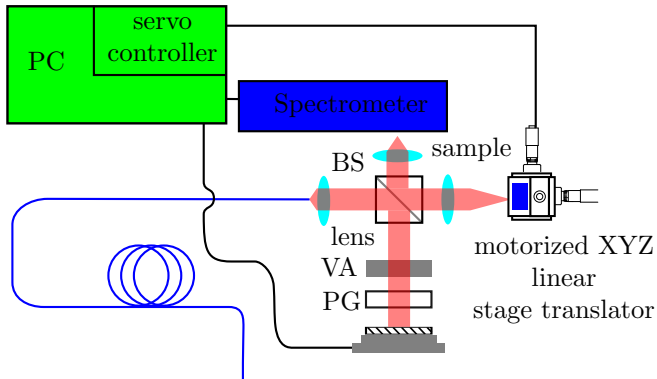 servo
controller
PC
Spectrometer
BS
sample
lens
VA
PG
motorized XYZ
linear
stage translator